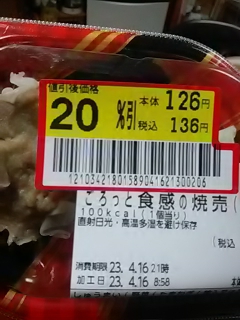 値引後価格
20%引
本体 126円
税込 136円
1210342180158904161300206
ごろっと食感の焼売(
100kcal(1個当り)
直射日光・高温多湿を避け保存
(税込
消費期限 23. 4.16 21時
加工日 23. 4.16 8:58